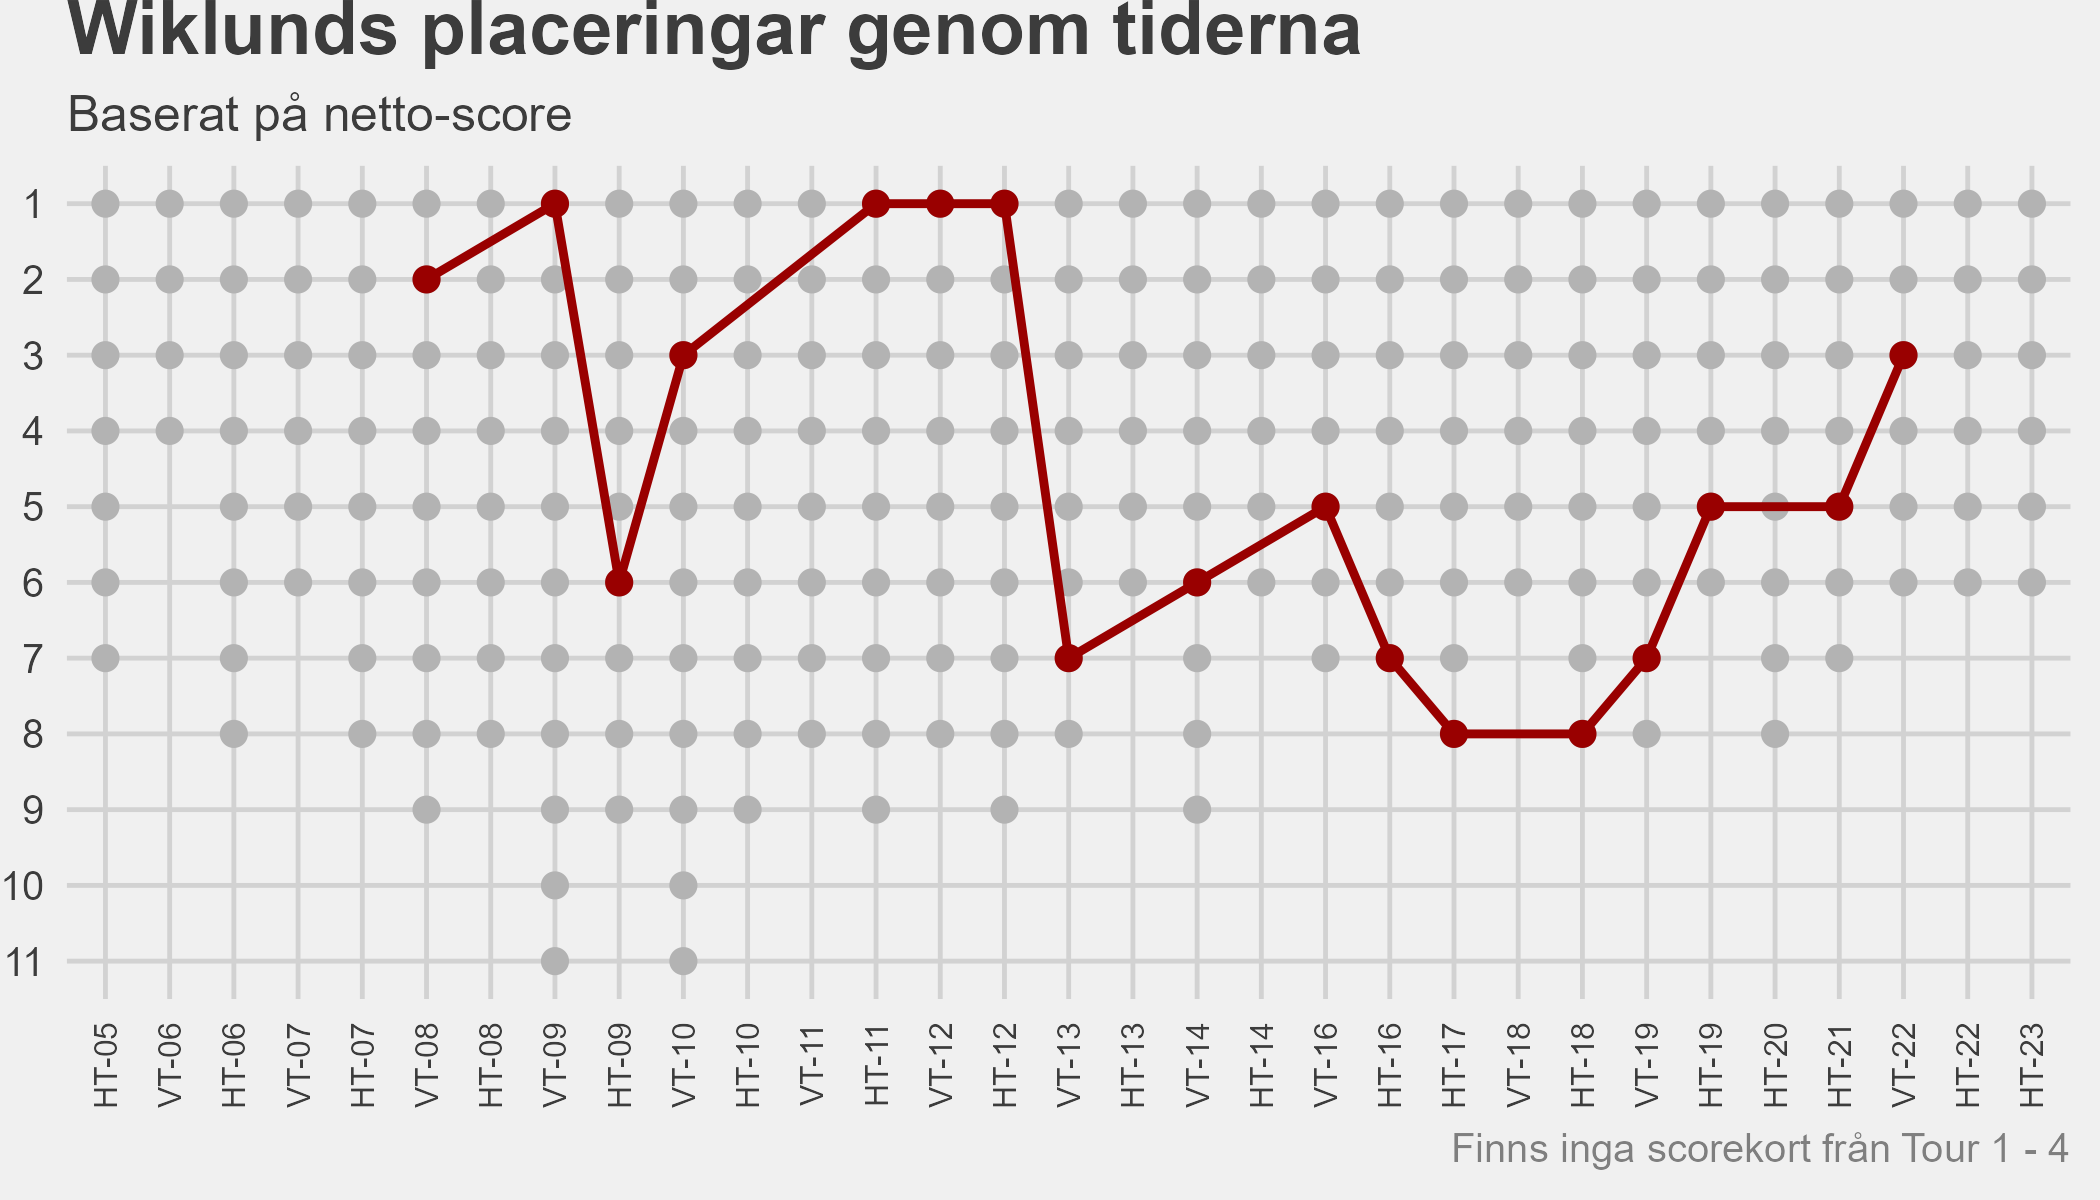 Wiklunds placeringar genom tiderna
Baserat på netto-score
1
2
3
4
5
6
7
8
9
10
11
HT-05
VT-06
HT-06
VT-07
HT-07
VT-08
HT-08
VT-09
HT-09
VT-10
HT-10
VT-11
HT-11
VT-12
HT-12
VT-13
HT-13
VT-14
HT-14
VT-16
HT-16
HT-17
VT-18
HT-18
VT-19
HT-19
HT-20
HT-21
VT-22
HT-22
HT-23
Finns inga scorekort från Tour 1 - 4